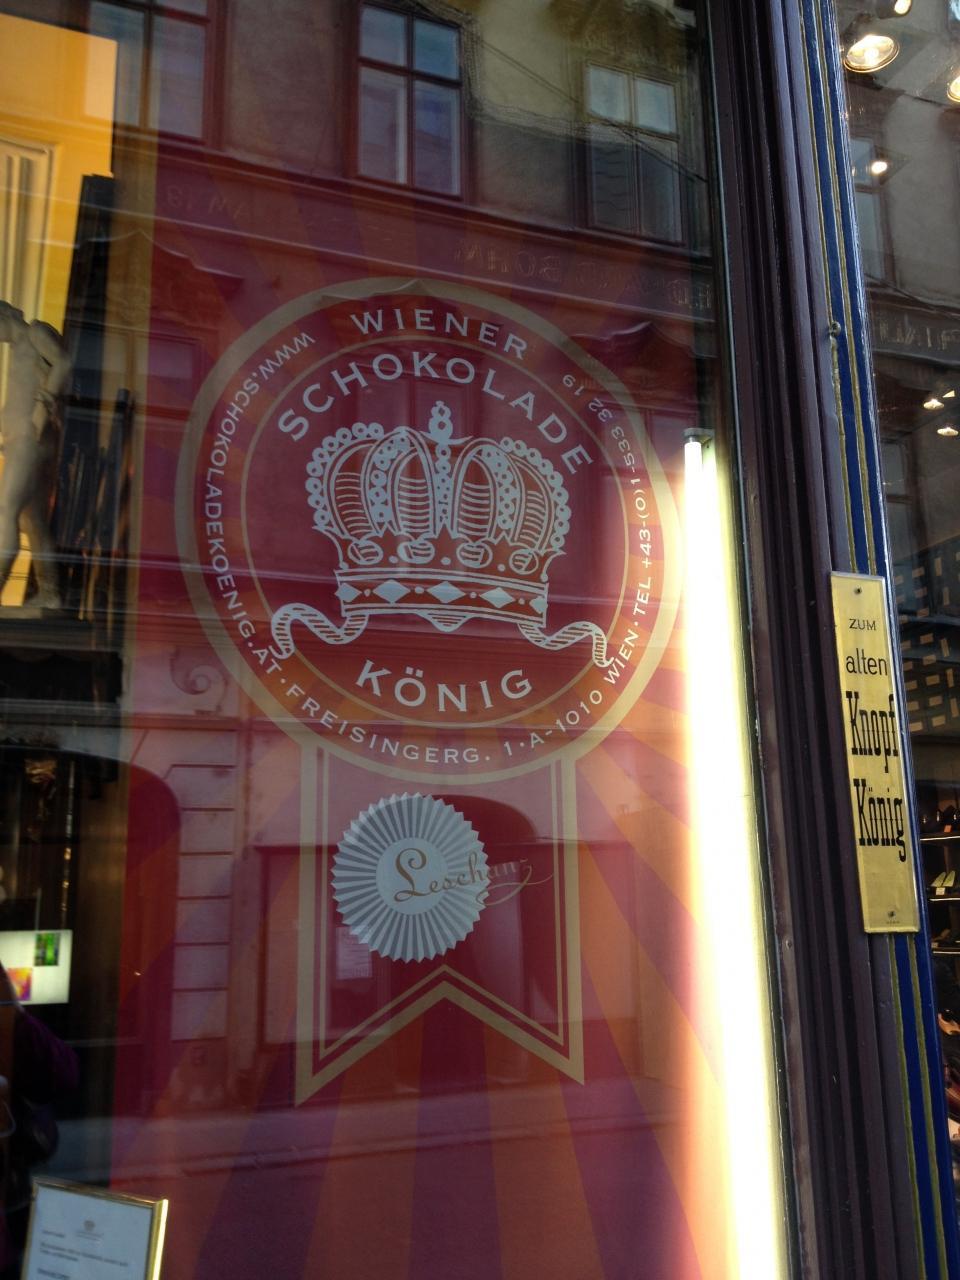 WIENER
SCHOKOLADE
KÖNIG
WWW.SCHOKOLADEKOENIG.AT · FREISINGERG. 1 · A-1010 WIEN · TEL +43-(0)1-533 32 19
Leschanz
ZUM
alten
Knopf
König